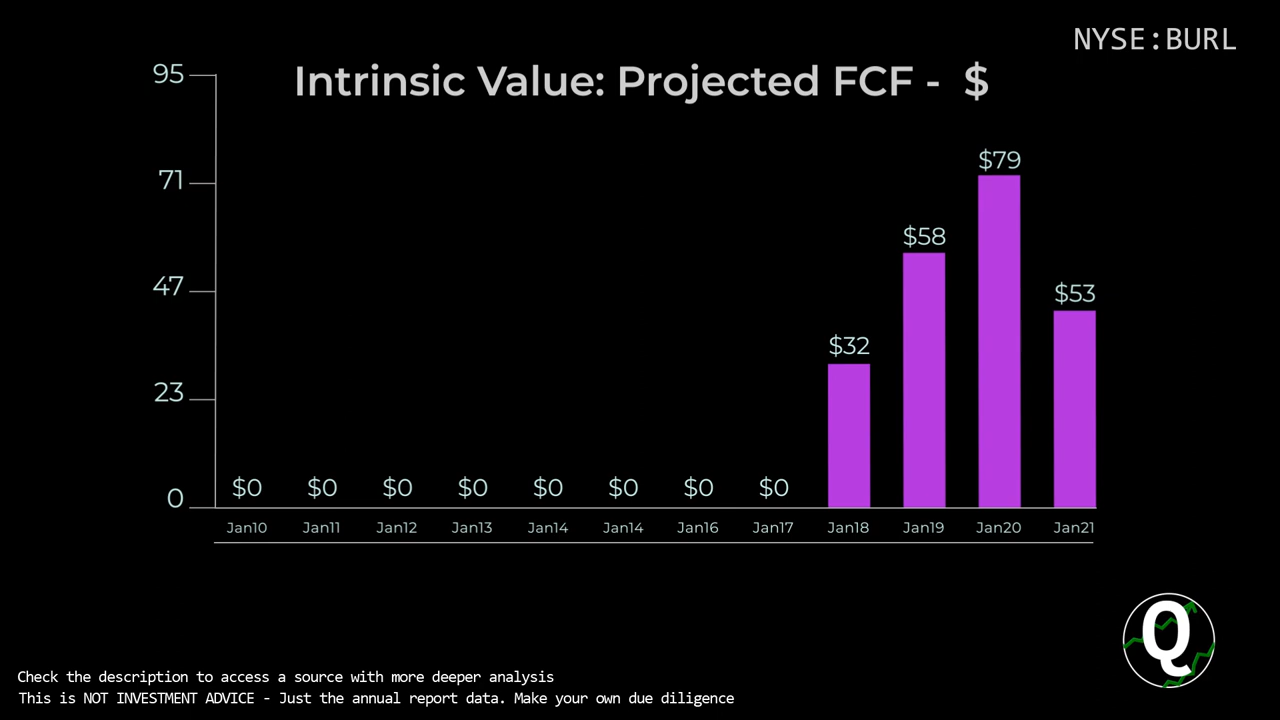 NYSE:BURL
Intrinsic Value: Projected FCF - $
95
71
47
23
0
$0 $0 $0 $0 $0 $0 $0 $0 $32 $58 $79 $53
Jan10 Jan11 Jan12 Jan13 Jan14 Jan14 Jan16 Jan17 Jan18 Jan19 Jan20 Jan21
Q
Check the description to access a source with more deeper analysis
This is NOT INVESTMENT ADVICE - Just the annual report data. Make your own due diligence